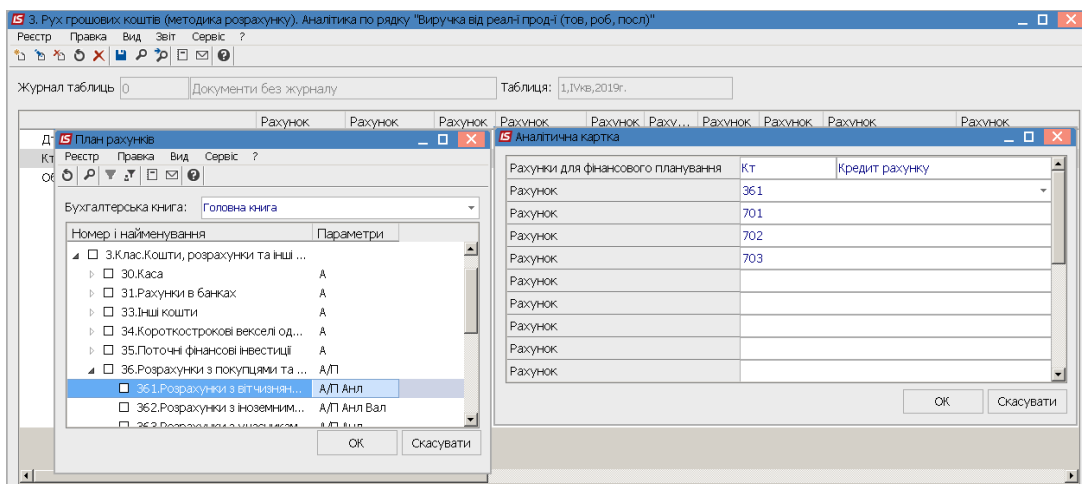 3. Рух грошових коштів (методика розрахунку). Аналітика по рядку "Виручка від реал-ї прод-ї (тов, роб, посл)"
Реєстр Правка Вид Звіт Сервіс ?
Журнал таблиць 0 Документи без журналу Таблиця: 1,IVкв,2019г.
Рахунок Рахунок Рахунок Рахунок Рахунок Раху... Рахунок Рахунок Рахунок Рахунок
План рахунків
Реєстр Правка Вид Сервіс ?
Бухгалтерська книга: Головна книга
Номер і найменування Параметри
3.Клас.Кошти, розрахунки та інші ...
30.Каса А
31.Рахунки в банках А
33.Інші кошти А
34.Короткострокові векселі од... А
35.Поточні фінансові інвестиції А
36.Розрахунки з покупцями та ... А/П
361.Розрахунки з вітчизнян... А/П Анл
362.Розрахунки з іноземним... А/П Анл Вал
ОК Скасувати
Аналітична картка
Рахунки для фінансового планування Кт Кредит рахунку
Рахунок 361
Рахунок 701
Рахунок 702
Рахунок 703
Рахунок
Рахунок
Рахунок
Рахунок
Рахунок
ОК Скасувати